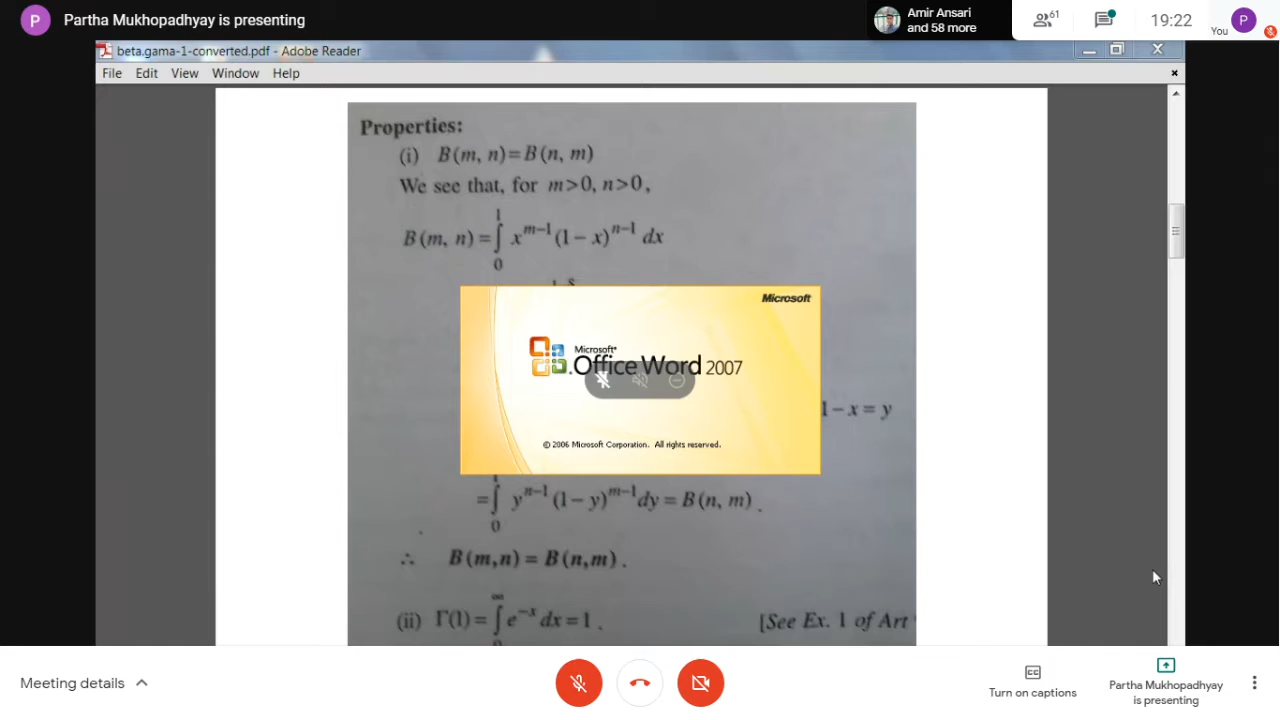 P
Partha Mukhopadhyay is presenting
Amir Ansari
and 58 more
61
19:22
You
P
beta.gama-1-converted.pdf - Adobe Reader
File Edit View Window Help
Properties:
(i) B(m, n)=B(n, m)
We see that, for m>0, n>0,
B(m, n)=∫₀¹ x^{m−1}(1−x)^{n−1} dx
Microsoft
Microsoft
Office Word 2007
© 2006 Microsoft Corporation. All rights reserved.
1−x=y
=∫₀¹ y^{n−1}(1−y)^{m−1}dy=B(n, m).
∴ B(m,n)=B(n,m).
(ii) Γ(1)=∫₀^∞ e^{−x} dx=1. [See Ex. 1 of Art
Meeting details
CC
Turn on captions
Partha Mukhopadhyay
is presenting